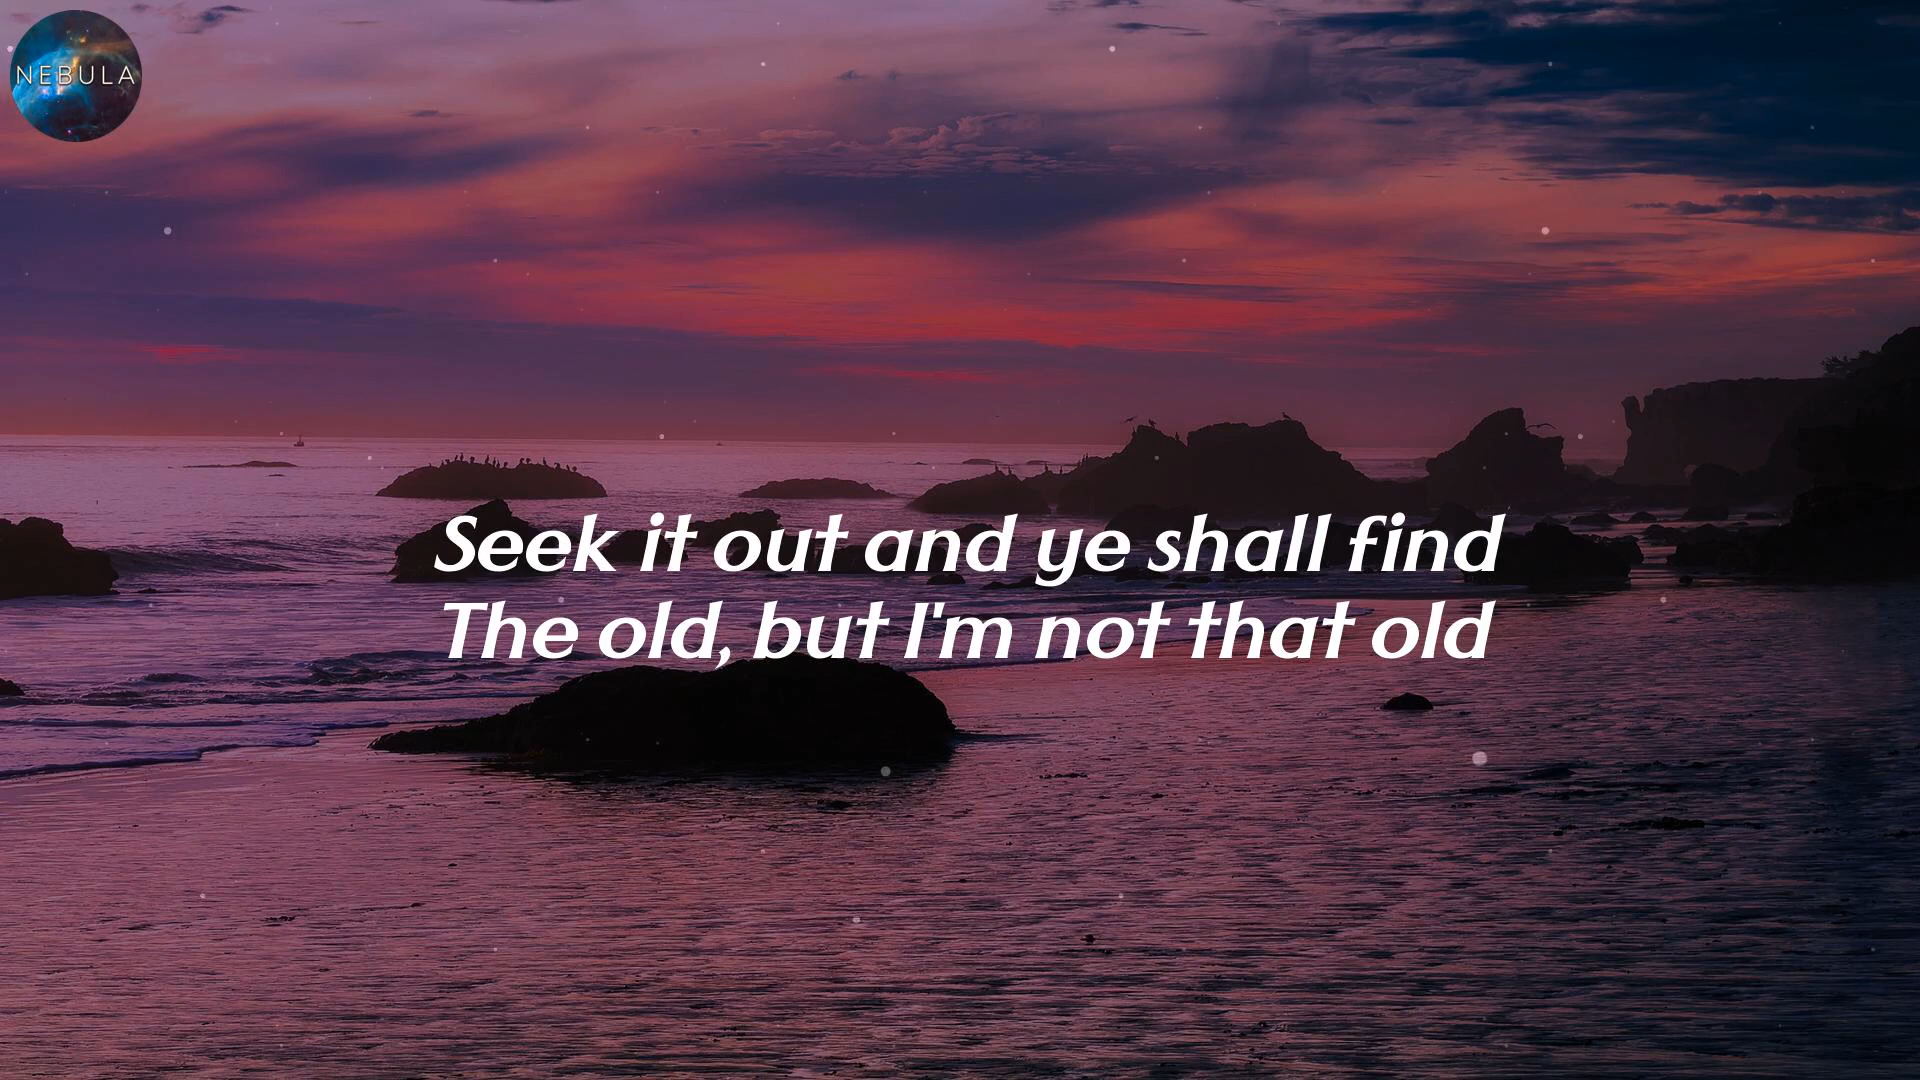 NEBULA
Seek it out and ye shall find
The old, but I'm not that old